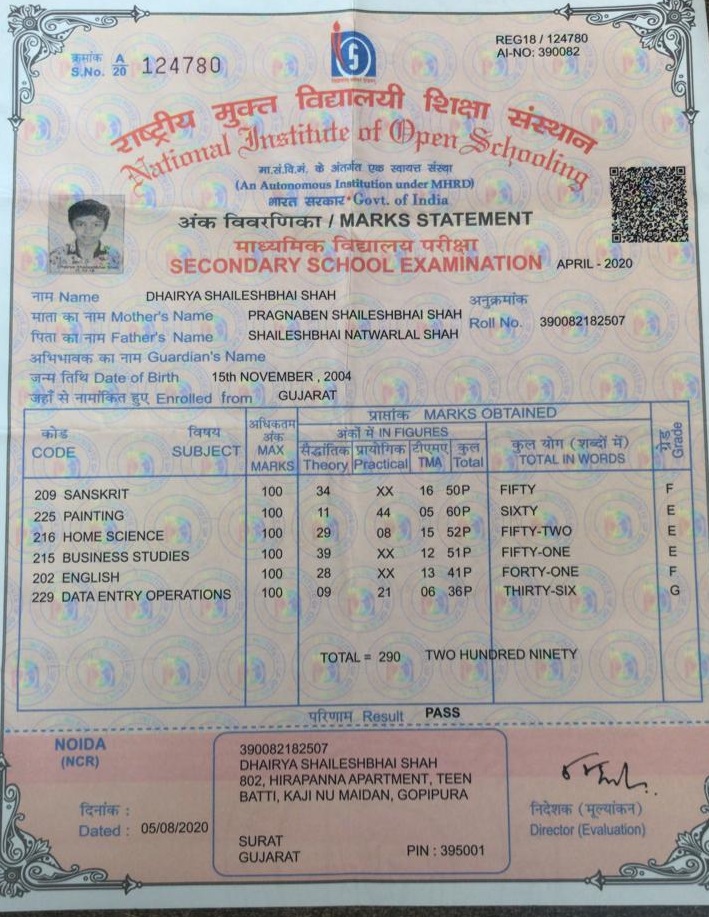 REG18 / 124780
AI-NO: 390082
क्रमांक
S.No. A/20 124780
राष्ट्रीय मुक्त विद्यालयी शिक्षा संस्थान
National Institute of Open Schooling
मा.सं.वि.मं. के अंतर्गत एक स्वायत्त संस्था
(An Autonomous Institution under MHRD)
भारत सरकार • Govt. of India
अंक विवरणिका / MARKS STATEMENT
माध्यमिक विद्यालय परीक्षा
SECONDARY SCHOOL EXAMINATION APRIL - 2020
नाम Name DHAIRYA SHAILESHBHAI SHAH
माता का नाम Mother's Name PRAGNABEN SHAILESHBHAI SHAH
पिता का नाम Father's Name SHAILESHBHAI NATWARLAL SHAH
अनुक्रमांक
Roll No. 390082182507
अभिभावक का नाम Guardian's Name
जन्म तिथि Date of Birth 15th NOVEMBER , 2004
जहाँ से नामांकित हुए Enrolled from GUJARAT
कोड CODE
विषय SUBJECT
अधिकतम अंक MAX MARKS
प्राप्तांक MARKS OBTAINED
अंकों में IN FIGURES
सैद्धांतिक Theory प्रायोगिक Practical टीएमए TMA कुल Total
कुल योग (शब्दों में) TOTAL IN WORDS
ग्रेड Grade
209 SANSKRIT 100 34 XX 16 50P FIFTY F
225 PAINTING 100 11 44 05 60P SIXTY E
216 HOME SCIENCE 100 29 08 15 52P FIFTY-TWO E
215 BUSINESS STUDIES 100 39 XX 12 51P FIFTY-ONE E
202 ENGLISH 100 28 XX 13 41P FORTY-ONE F
229 DATA ENTRY OPERATIONS 100 09 21 06 36P THIRTY-SIX G
TOTAL = 290 TWO HUNDRED NINETY
परिणाम Result PASS
NOIDA
(NCR)
दिनांक :
Dated : 05/08/2020
390082182507
DHAIRYA SHAILESHBHAI SHAH
802, HIRAPANNA APARTMENT, TEEN
BATTI, KAJI NU MAIDAN, GOPIPURA
SURAT
GUJARAT PIN : 395001
निदेशक (मूल्यांकन)
Director (Evaluation)